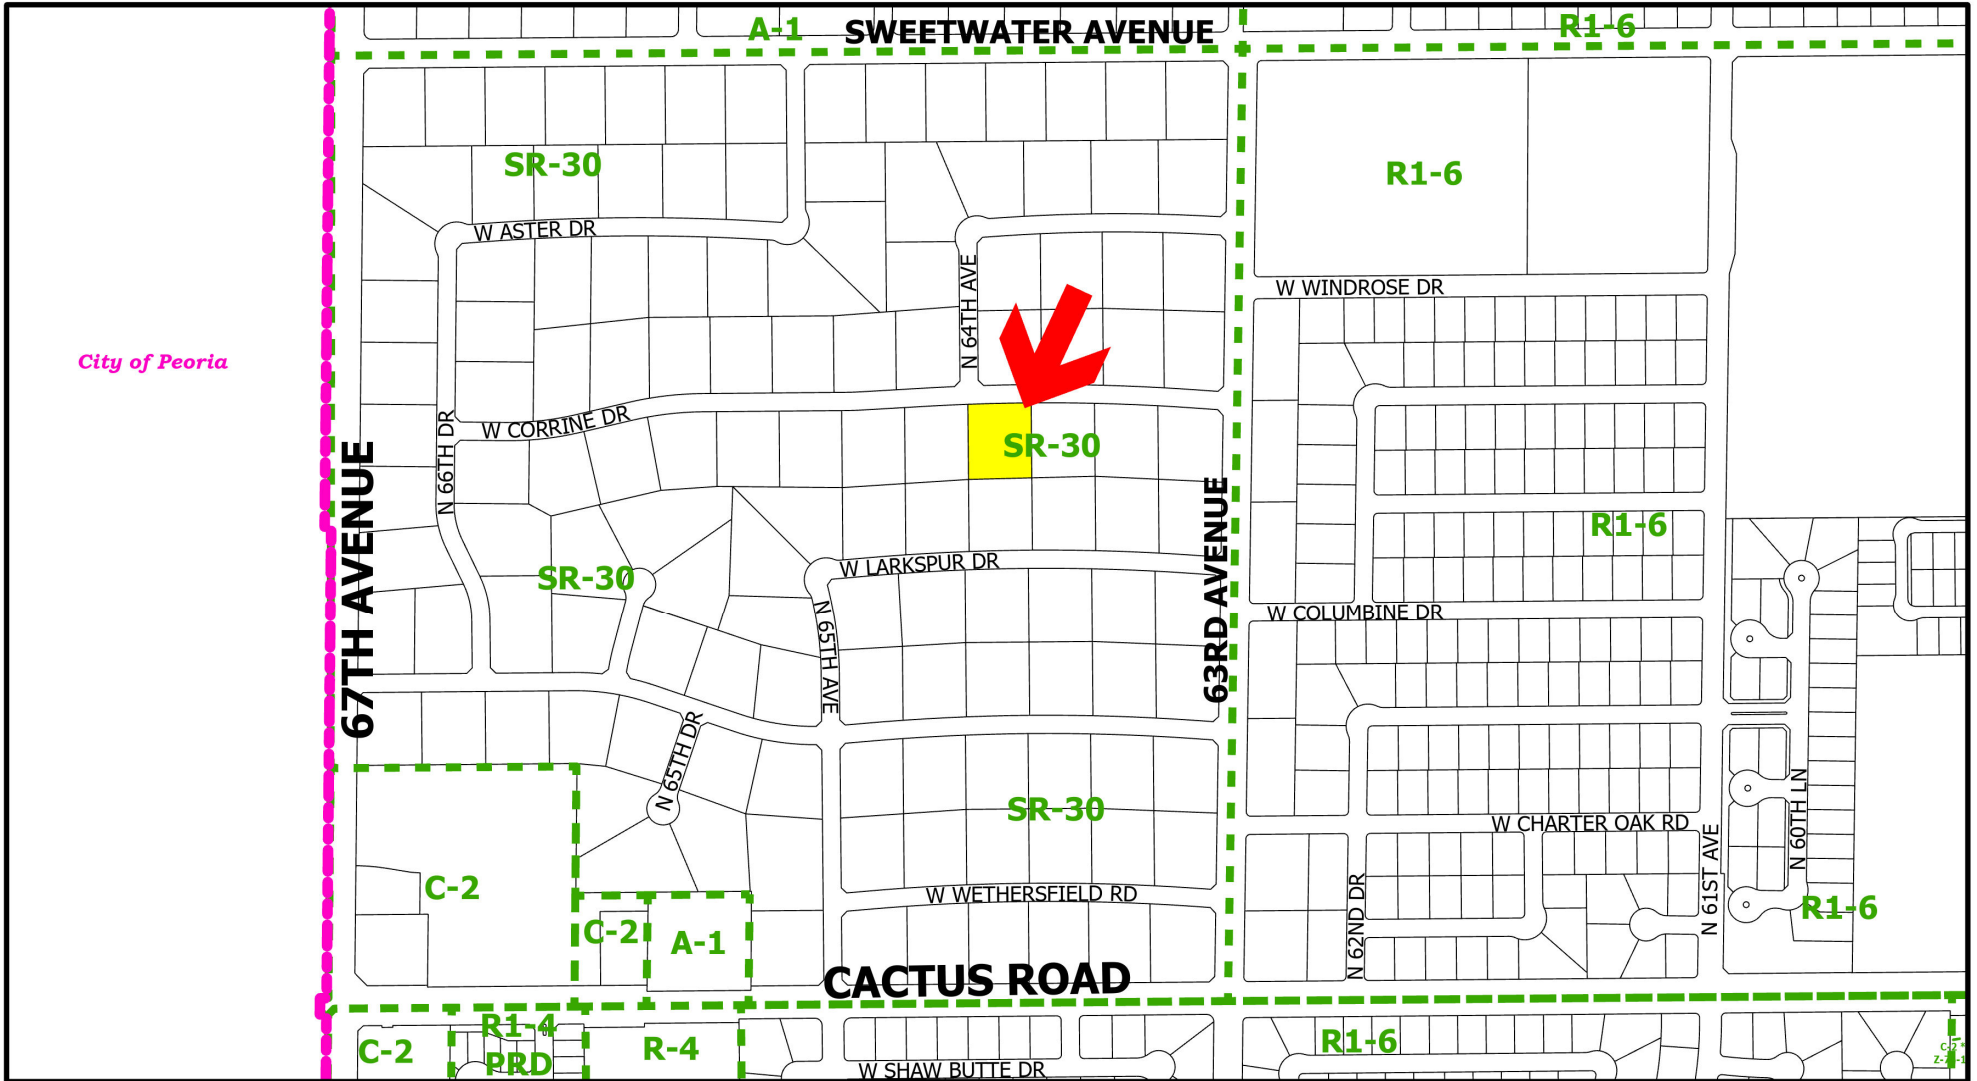 A-1
SWEETWATER AVENUE
R1-6
SR-30
R1-6
W ASTER DR
N 64TH AVE
W WINDROSE DR
City of Peoria
W CORRINE DR
N 66TH DR
SR-30
67TH AVENUE
63RD AVENUE
R1-6
SR-30
W LARKSPUR DR
N 65TH AVE
W COLUMBINE DR
N 65TH DR
SR-30
W CHARTER OAK RD
N 61ST AVE
N 60TH LN
C-2
W WETHERSFIELD RD
N 62ND DR
R1-6
C-2
A-1
CACTUS ROAD
R1-4
PRD
C-2
R-4
R1-6
W SHAW BUTTE DR
C-2